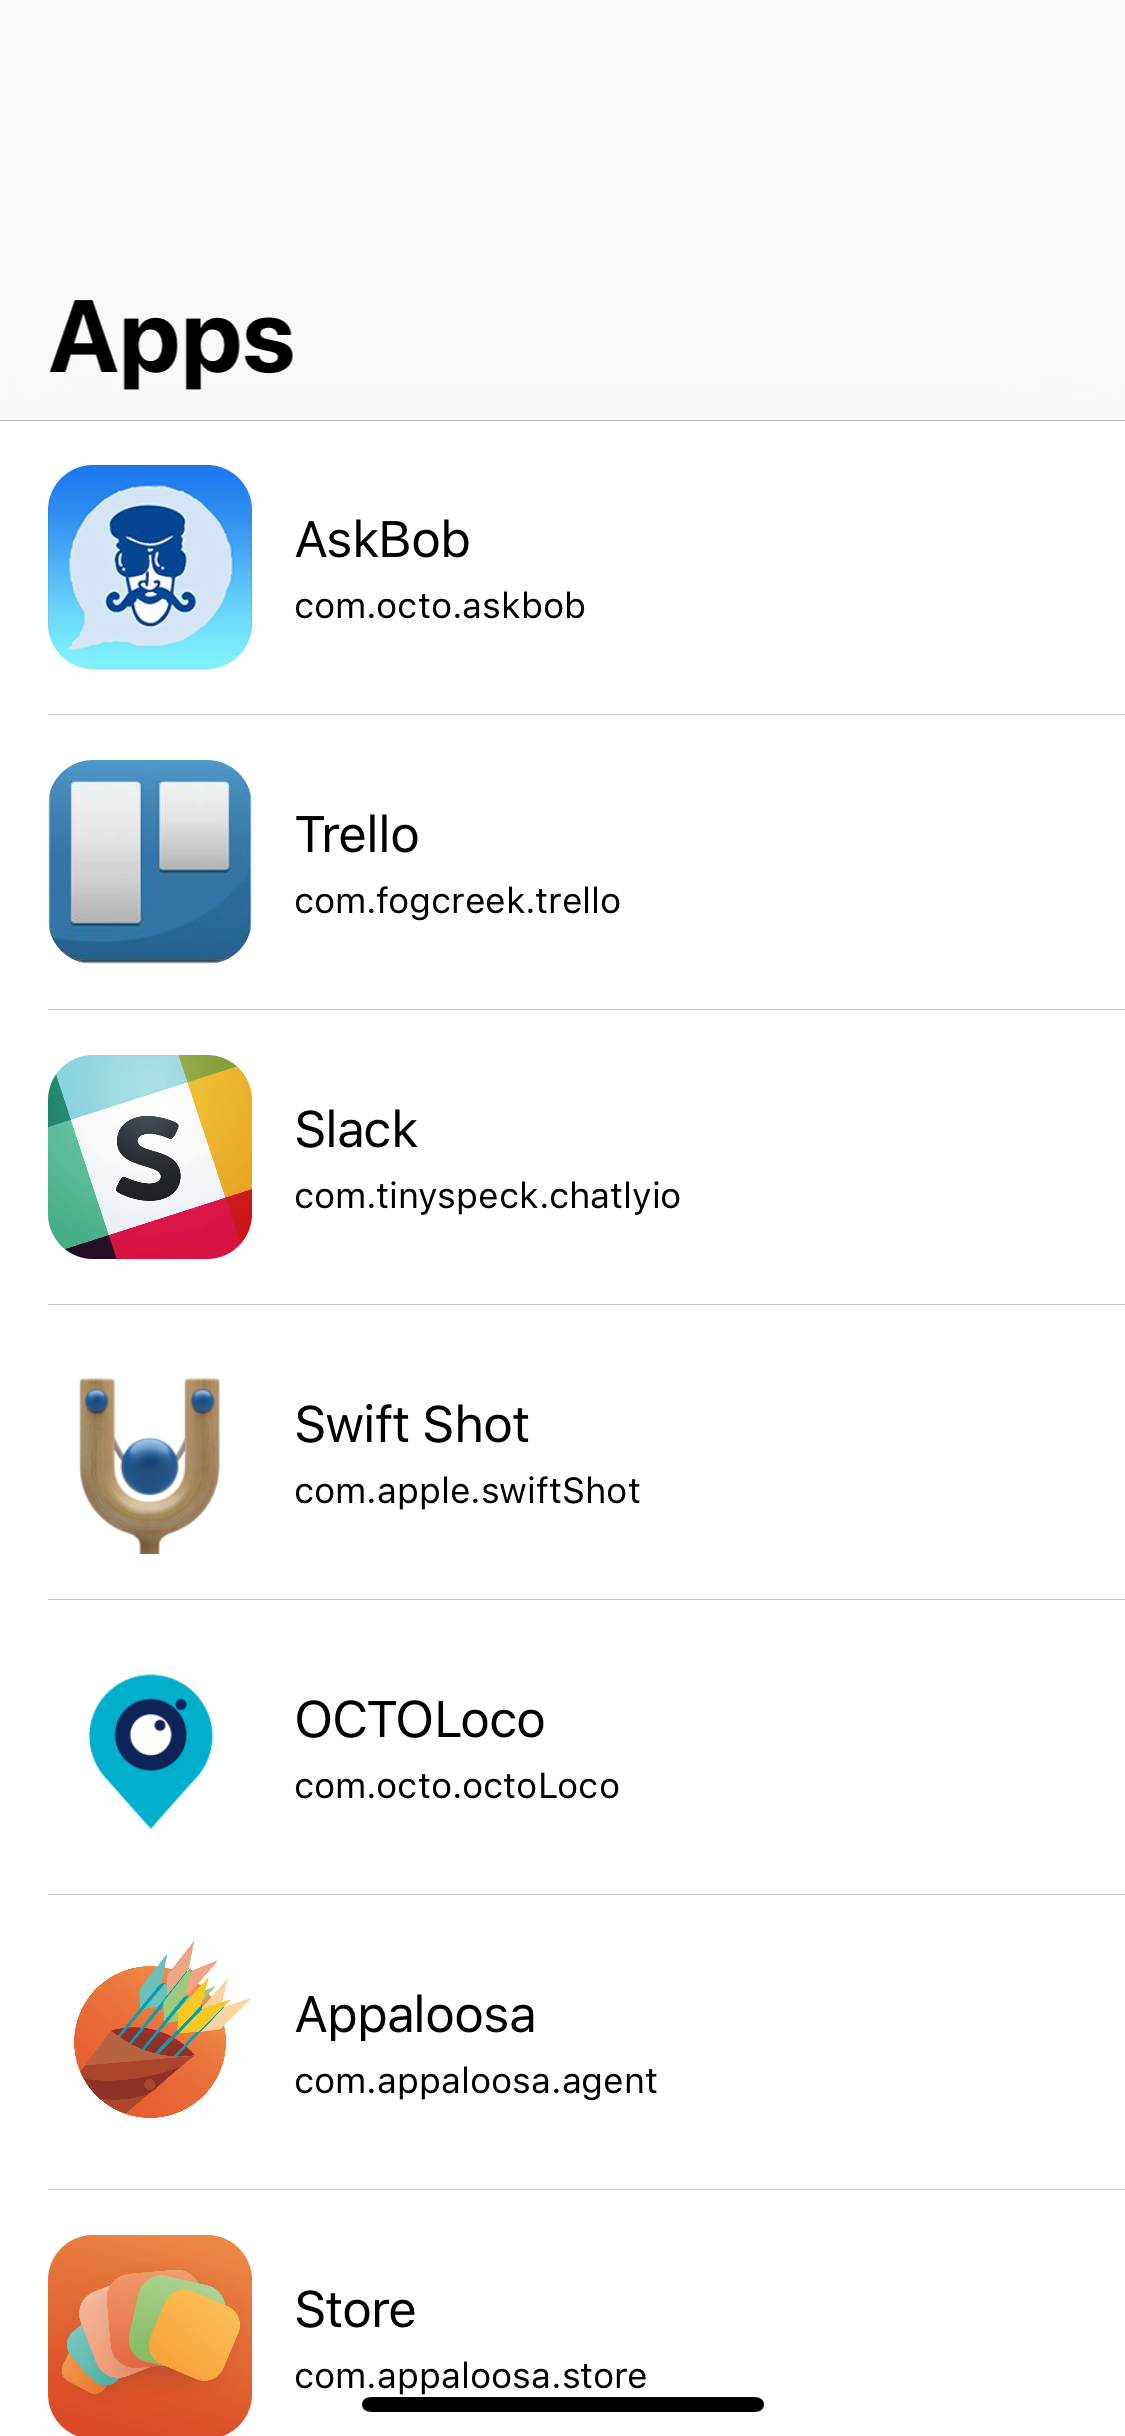 Apps
AskBob
com.octo.askbob
Trello
com.fogcreek.trello
S
Slack
com.tinyspeck.chatlyio
Swift Shot
com.apple.swiftShot
OCTOLoco
com.octo.octoLoco
Appaloosa
com.appaloosa.agent
Store
com.appaloosa.store